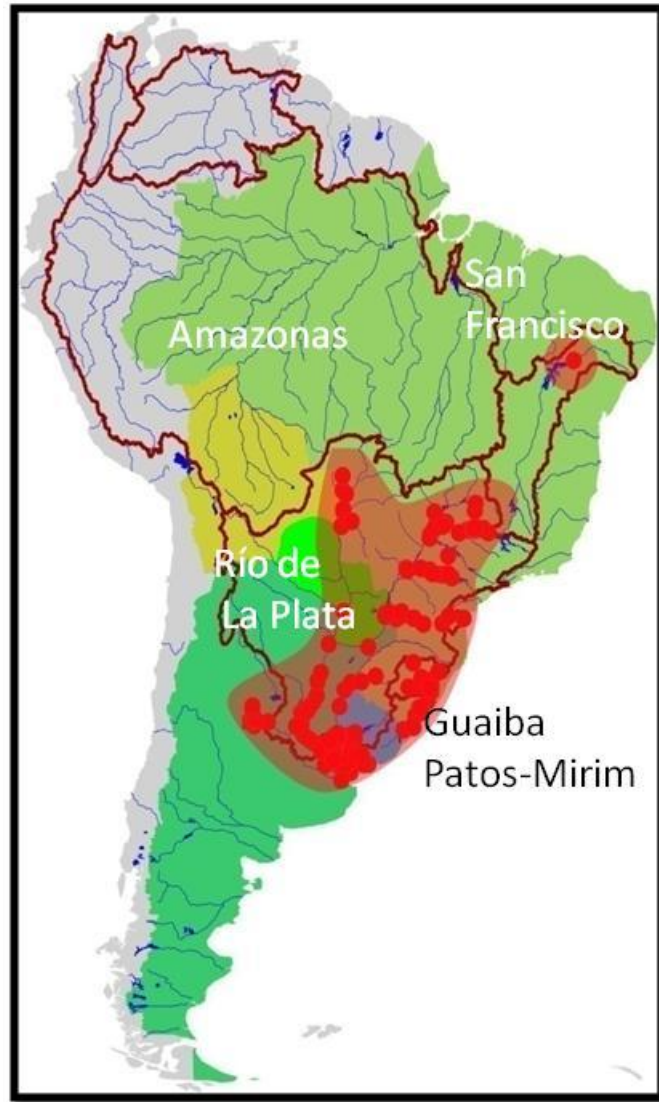 San
Francisco
Amazonas
Río de
La Plata
Guaiba
Patos-Mirim